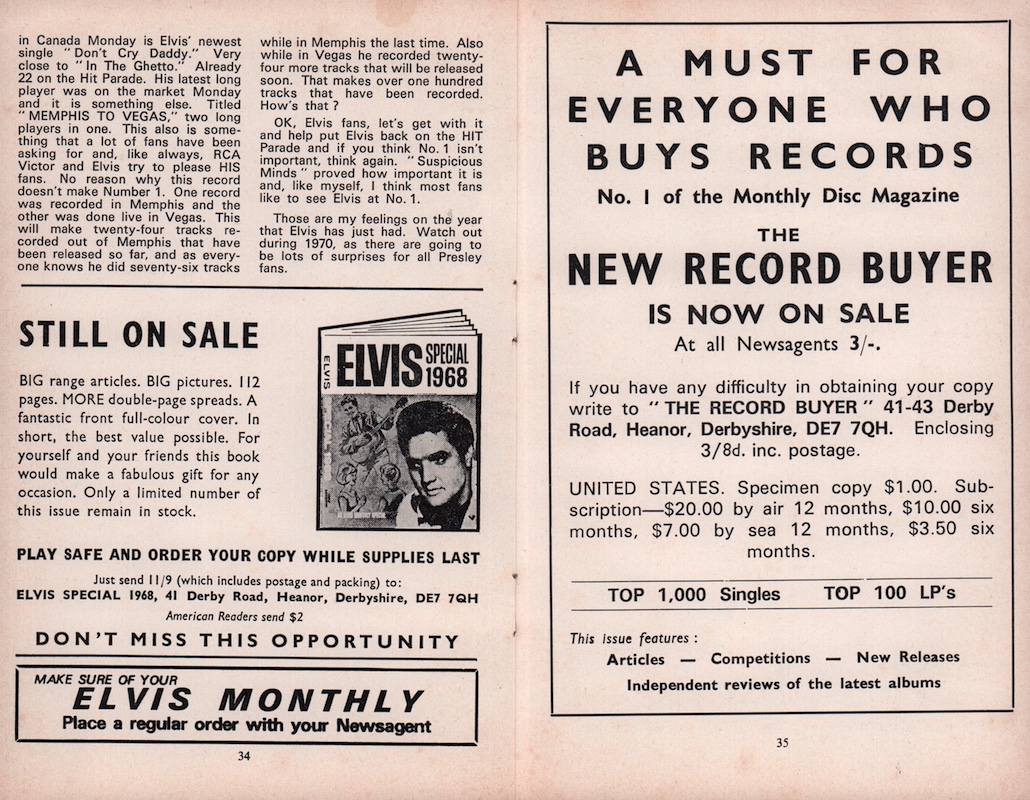 in Canada Monday is Elvis' newest
single "Don't Cry Daddy." Very
close to "In The Ghetto." Already
22 on the Hit Parade. His latest long
player was on the market Monday
and it is something else. Titled
"MEMPHIS TO VEGAS," two long
players in one. This also is some-
thing that a lot of fans have been
asking for and, like always, RCA
Victor and Elvis try to please HIS
fans. No reason why this record
doesn't make Number 1. One record
was recorded in Memphis and the
other was done live in Vegas. This
will make twenty-four tracks re-
corded out of Memphis that have
been released so far, and as every-
one knows he did seventy-six tracks
while in Memphis the last time. Also
while in Vegas he recorded twenty-
four more tracks that will be released
soon. That makes over one hundred
tracks that have been recorded.
How's that ?
OK, Elvis fans, let's get with it
and help put Elvis back on the HIT
Parade and if you think No. 1 isn't
important, think again. "Suspicious
Minds" proved how important it is
and, like myself, I think most fans
like to see Elvis at No. 1.
Those are my feelings on the year
that Elvis has just had. Watch out
during 1970, as there are going to
be lots of surprises for all Presley
fans.
STILL ON SALE
BIG range articles. BIG pictures. 112
pages. MORE double-page spreads. A
fantastic front full-colour cover. In
short, the best value possible. For
yourself and your friends this book
would make a fabulous gift for any
occasion. Only a limited number of
this issue remain in stock.
ELVIS
ELVIS SPECIAL
1968
PLAY SAFE AND ORDER YOUR COPY WHILE SUPPLIES LAST
Just send 11/9 (which includes postage and packing) to:
ELVIS SPECIAL 1968, 41 Derby Road, Heanor, Derbyshire, DE7 7QH
American Readers send $2
DON'T MISS THIS OPPORTUNITY
MAKE SURE OF YOUR
ELVIS MONTHLY
Place a regular order with your Newsagent
34
A MUST FOR
EVERYONE WHO
BUYS RECORDS
No. 1 of the Monthly Disc Magazine
THE
NEW RECORD BUYER
IS NOW ON SALE
At all Newsagents 3/-.
If you have any difficulty in obtaining your copy
write to "THE RECORD BUYER" 41-43 Derby
Road, Heanor, Derbyshire, DE7 7QH. Enclosing
3/8d. inc. postage.
UNITED STATES. Specimen copy $1.00. Sub-
scription—$20.00 by air 12 months, $10.00 six
months, $7.00 by sea 12 months, $3.50 six
months.
TOP 1,000 Singles TOP 100 LP's
This issue features :
Articles — Competitions — New Releases
Independent reviews of the latest albums
35